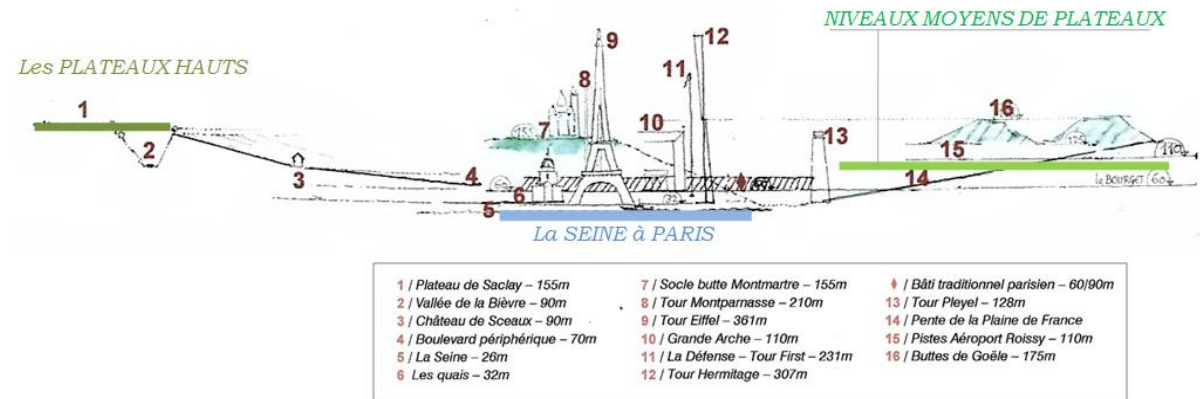 NIVEAUX MOYENS DE PLATEAUX
Les PLATEAUX HAUTS
1
2
3
4
5
6
7
8
9
10
11
12
13
14
15
16
110
le BOURGET (60)
32
La SEINE à PARIS
1 / Plateau de Saclay – 155m
2 / Vallée de la Bièvre – 90m
3 / Château de Sceaux – 90m
4 / Boulevard périphérique – 70m
5 / La Seine – 26m
6 Les quais – 32m
7 / Socle butte Montmartre – 155m
8 / Tour Montparnasse – 210m
9 / Tour Eiffel – 361m
10 / Grande Arche – 110m
11 / La Défense – Tour First – 231m
12 / Tour Hermitage – 307m
♦ / Bâti traditionnel parisien – 60/90m
13 / Tour Pleyel – 128m
14 / Pente de la Plaine de France
15 / Pistes Aéroport Roissy – 110m
16 / Buttes de Goële – 175m